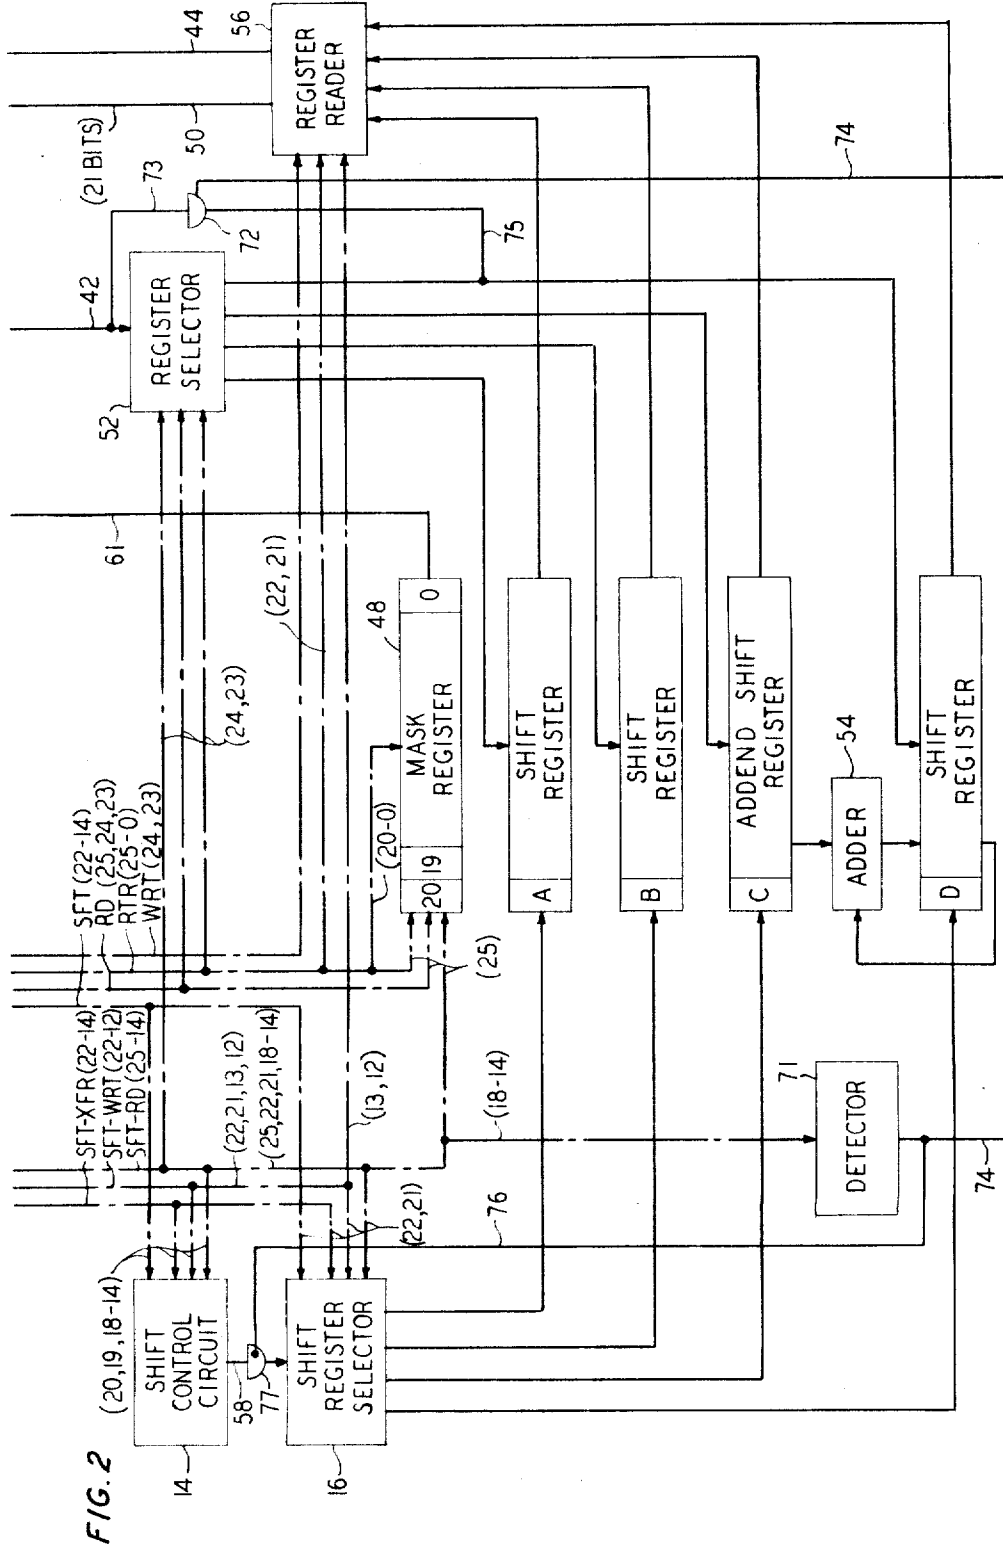 FIG. 2
14
SHIFT
CONTROL
CIRCUIT
(20,19,18-14)
58
77
16
SHIFT
REGISTER
SELECTOR
76
(22,21)
SFT-XFR(22-14)
SFT-WRT(22-12)
SFT-RD(25-14)
(22,21,13,12)
(25,22,21,18-14)
(13,12)
SFT(22-14)
RD (25,24,23)
RTR(25-0)
WRT(24,23)
(24,23)
(22,21)
(20-0)
(25)
(18-14)
71
DETECTOR
74
20
19
MASK
REGISTER
0
48
61
A
SHIFT
REGISTER
B
SHIFT
REGISTER
C
ADDEND SHIFT
REGISTER
ADDER
54
D
SHIFT
REGISTER
52
REGISTER
SELECTOR
42
73
72
75
(21 BITS)
50
44
56
REGISTER
READER
74